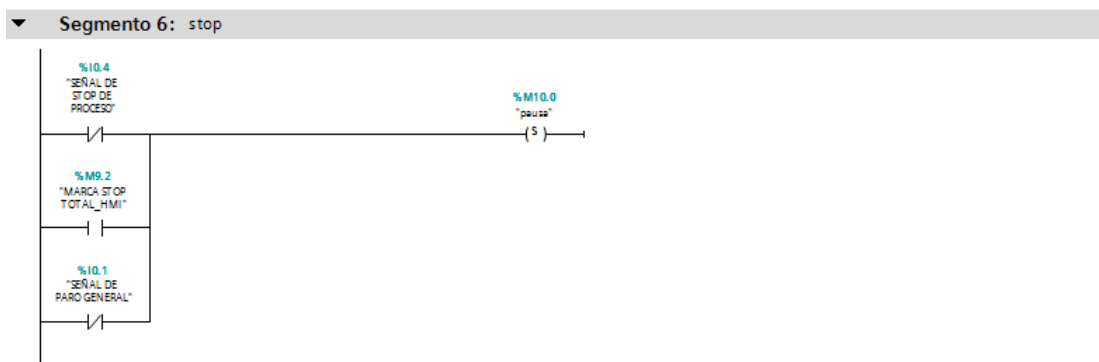 Segmento 6: stop
%I0.4
"SEÑAL DE
STOP DE
PROCESO"
%M10.0
"pausa"
S
%M9.2
"MARCA STOP
TOTAL_HMI"
%I0.1
"SEÑAL DE
PARO GENERAL"